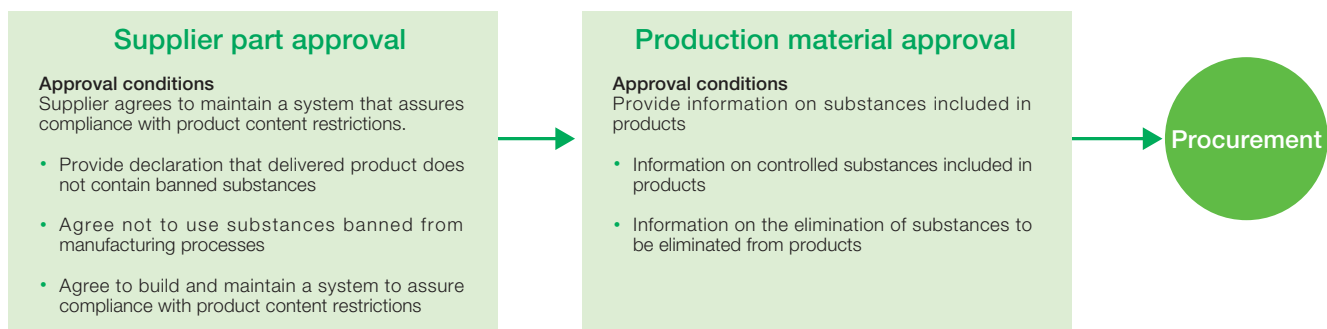 Supplier part approval
Approval conditions
Supplier agrees to maintain a system that assures
compliance with product content restrictions.
• Provide declaration that delivered product does
not contain banned substances
• Agree not to use substances banned from
manufacturing processes
• Agree to build and maintain a system to assure
compliance with product content restrictions
Production material approval
Approval conditions
Provide information on substances included in
products
• Information on controlled substances included in
products
• Information on the elimination of substances to
be eliminated from products
Procurement